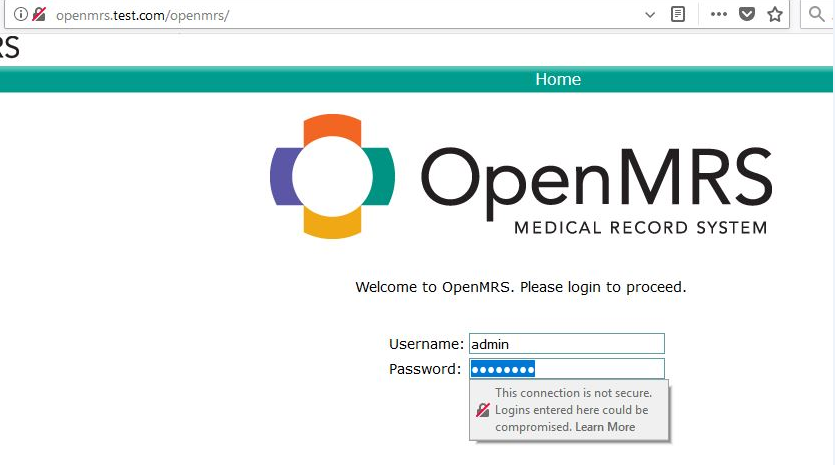 openmrs.test.com/openmrs/
RS
Home
OpenMRS
MEDICAL RECORD SYSTEM
Welcome to OpenMRS. Please login to proceed.
Username: admin
Password: ●●●●●●●●
This connection is not secure.
Logins entered here could be
compromised. Learn More